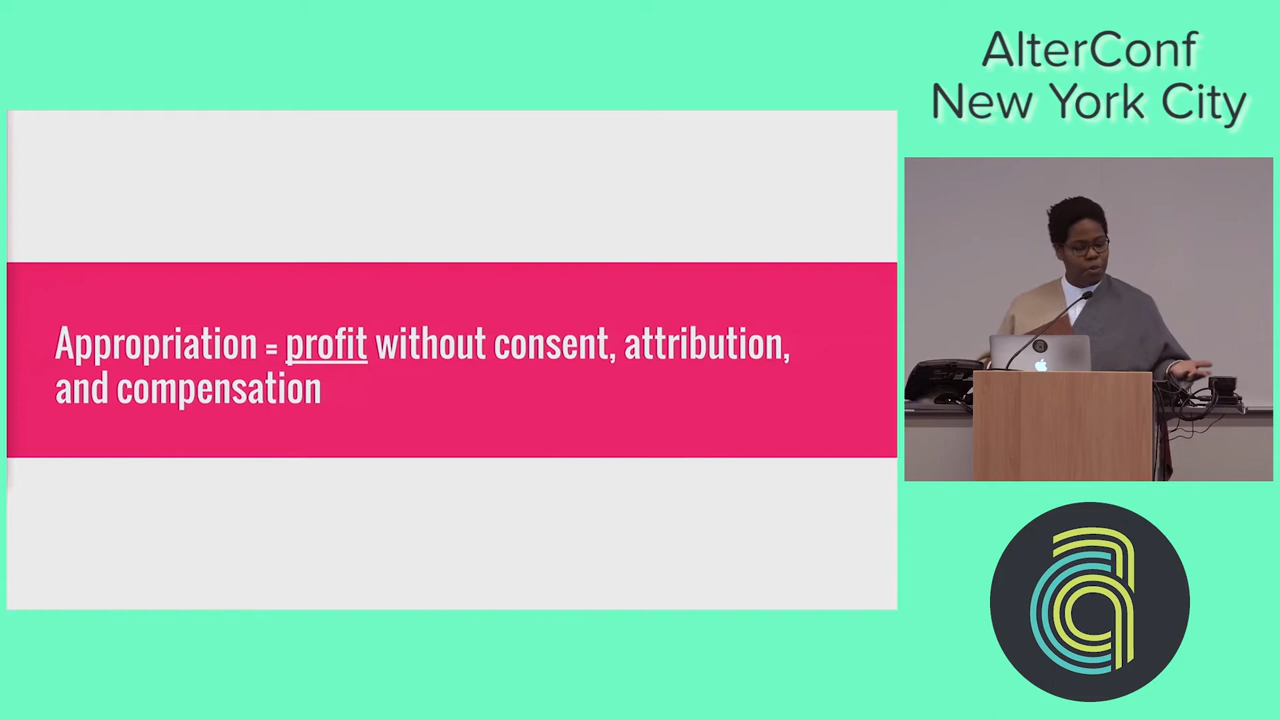 AlterConf
New York City
Appropriation = profit without consent, attribution,
and compensation